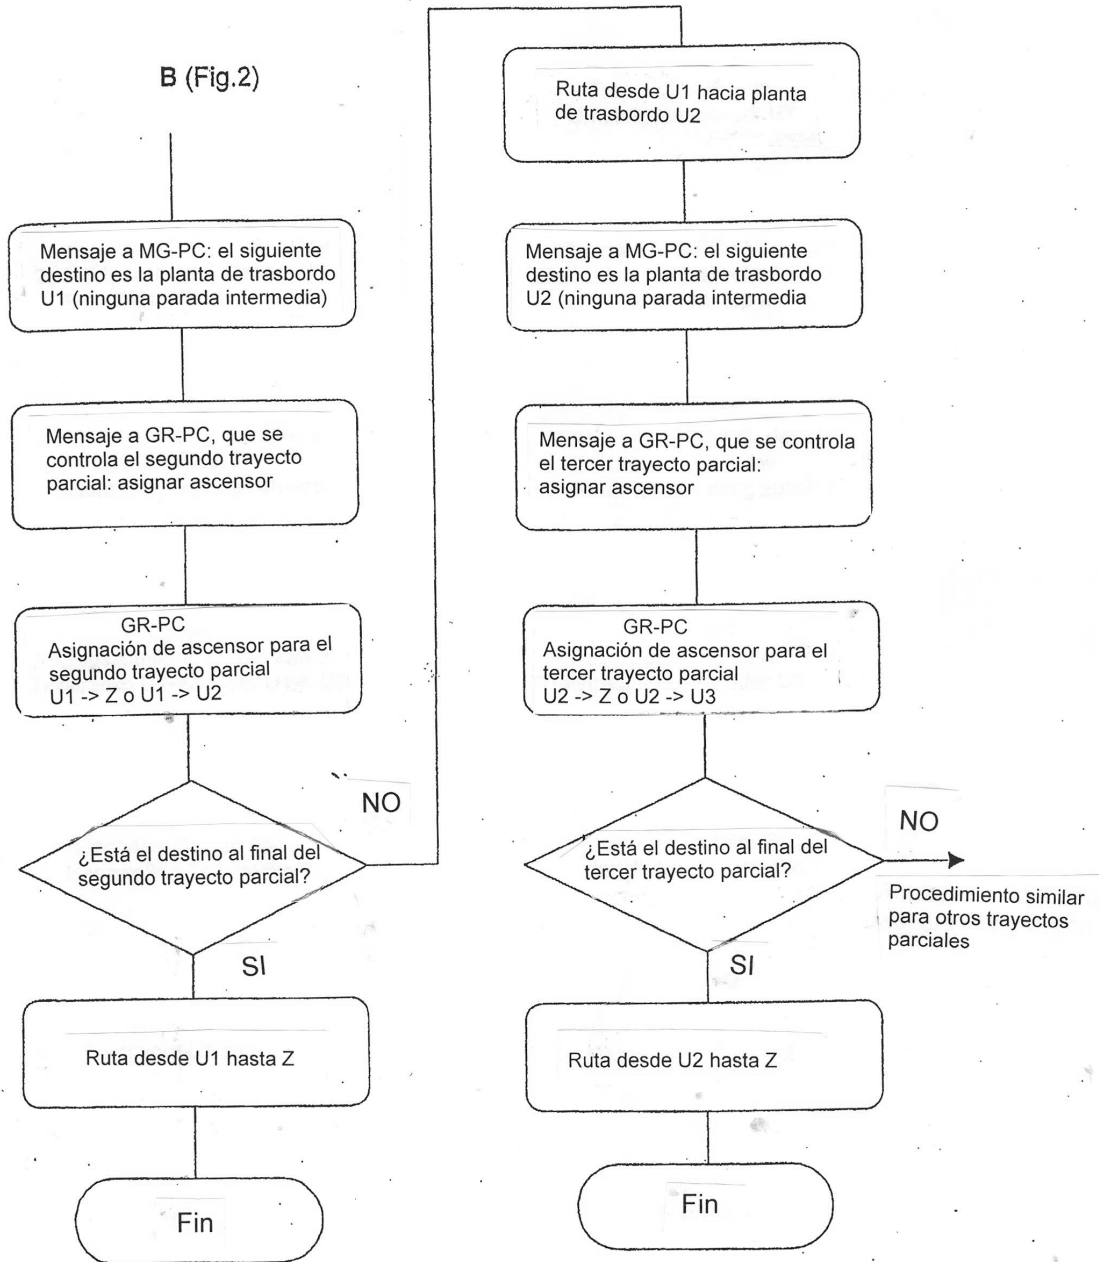 B (Fig.2)
Mensaje a MG-PC: el siguiente
destino es la planta de trasbordo
U1 (ninguna parada intermedia)
Mensaje a GR-PC, que se
controla el segundo trayecto
parcial: asignar ascensor
GR-PC
Asignación de ascensor para el
segundo trayecto parcial
U1 -> Z o U1 -> U2
¿Está el destino al final del
segundo trayecto parcial?
NO
SI
Ruta desde U1 hasta Z
Fin
Ruta desde U1 hacia planta
de trasbordo U2
Mensaje a MG-PC: el siguiente
destino es la planta de trasbordo
U2 (ninguna parada intermedia
Mensaje a GR-PC, que se controla
el tercer trayecto parcial:
asignar ascensor
GR-PC
Asignación de ascensor para el
tercer trayecto parcial
U2 -> Z o U2 -> U3
¿Está el destino al final del
tercer trayecto parcial?
NO
Procedimiento similar
para otros trayectos
parciales
SI
Ruta desde U2 hasta Z
Fin